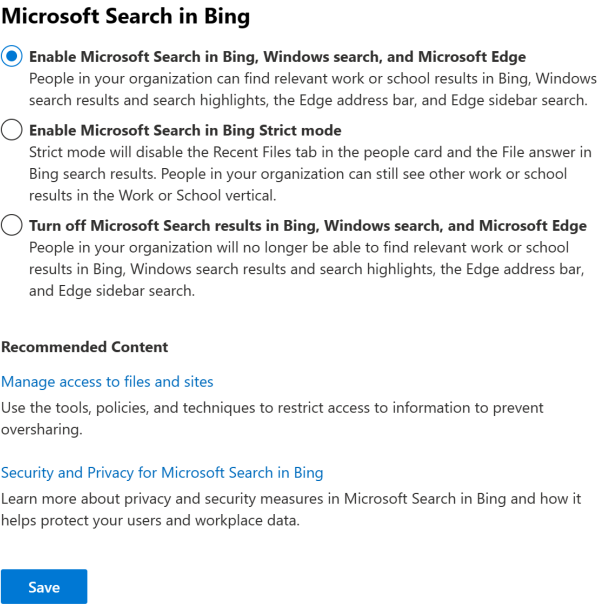 Microsoft Search in Bing
Enable Microsoft Search in Bing, Windows search, and Microsoft Edge
People in your organization can find relevant work or school results in Bing, Windows
search results and search highlights, the Edge address bar, and Edge sidebar search.
Enable Microsoft Search in Bing Strict mode
Strict mode will disable the Recent Files tab in the people card and the File answer in
Bing search results. People in your organization can still see other work or school
results in the Work or School vertical.
Turn off Microsoft Search results in Bing, Windows search, and Microsoft Edge
People in your organization will no longer be able to find relevant work or school
results in Bing, Windows search results and search highlights, the Edge address bar,
and Edge sidebar search.
Recommended Content
Manage access to files and sites
Use the tools, policies, and techniques to restrict access to information to prevent
oversharing.
Security and Privacy for Microsoft Search in Bing
Learn more about privacy and security measures in Microsoft Search in Bing and how it
helps protect your users and workplace data.
Save